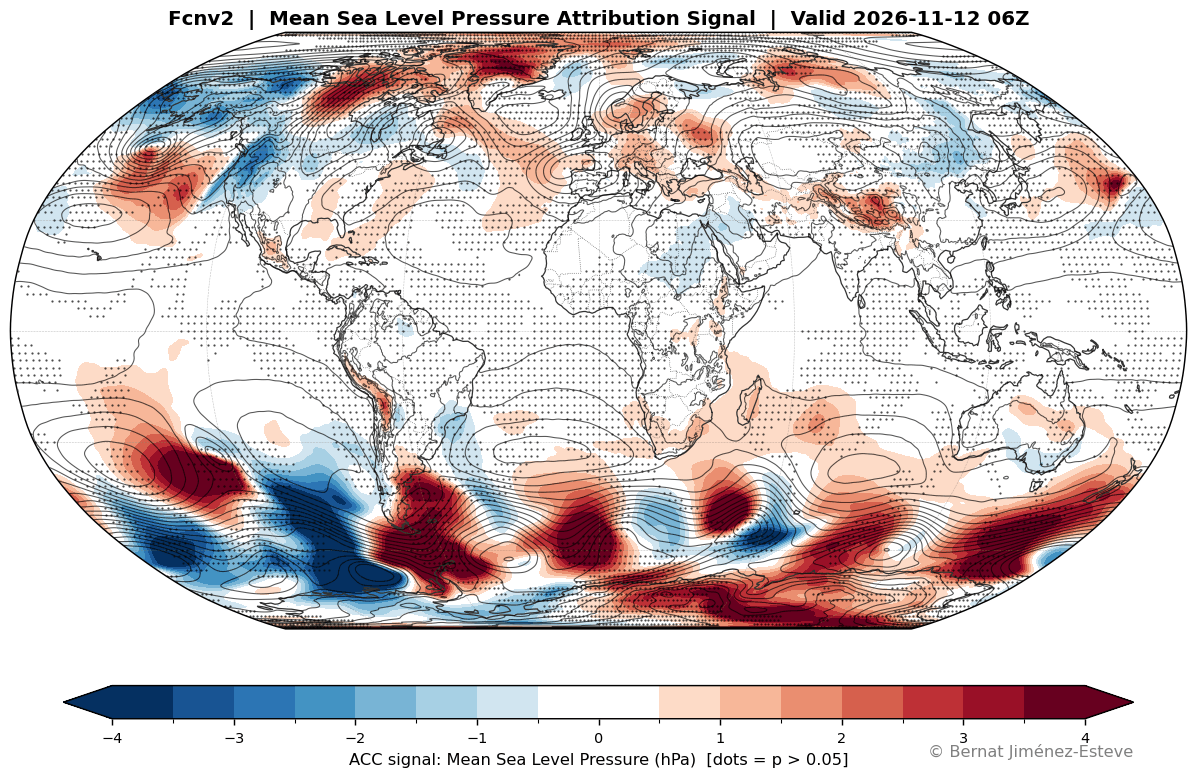 Fcnv2 | Mean Sea Level Pressure Attribution Signal | Valid 2026-11-12 06Z
−4 −3 −2 −1 0 1 2 3 4
ACC signal: Mean Sea Level Pressure (hPa) [dots = p > 0.05]
© Bernat Jiménez-Esteve